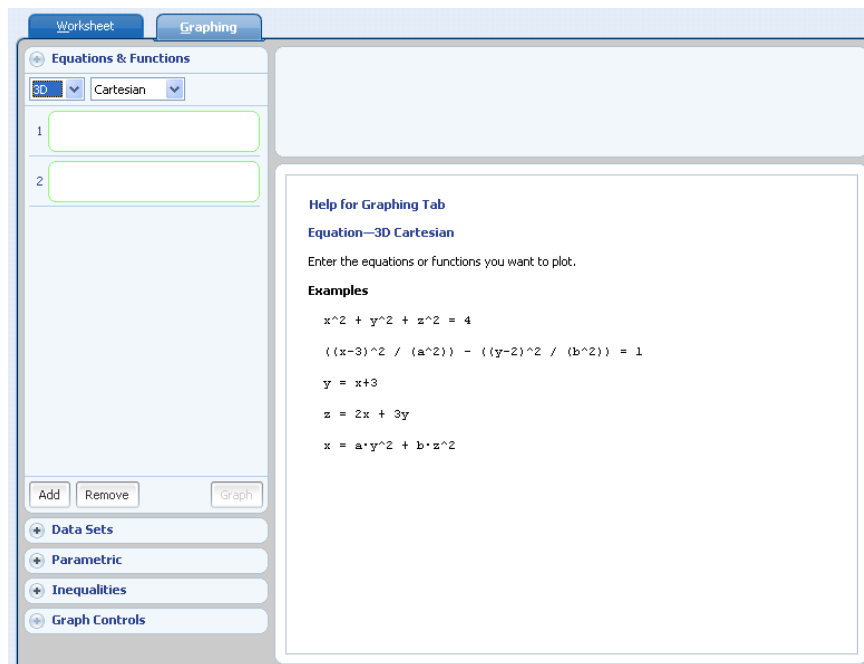 Worksheet
Graphing
Equations & Functions
3D
Cartesian
1
2
Add
Remove
Graph
Data Sets
Parametric
Inequalities
Graph Controls
Help for Graphing Tab
Equation—3D Cartesian
Enter the equations or functions you want to plot.
Examples
x^2 + y^2 + z^2 = 4
((x-3)^2 / (a^2)) - ((y-2)^2 / (b^2)) = 1
y = x+3
z = 2x + 3y
x = a·y^2 + b·z^2